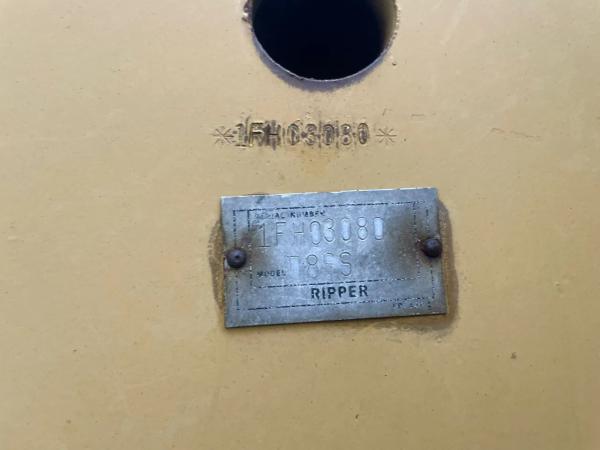 *1FH03080*
SERIAL NUMBER
1FH03080
MODEL
RIPPER